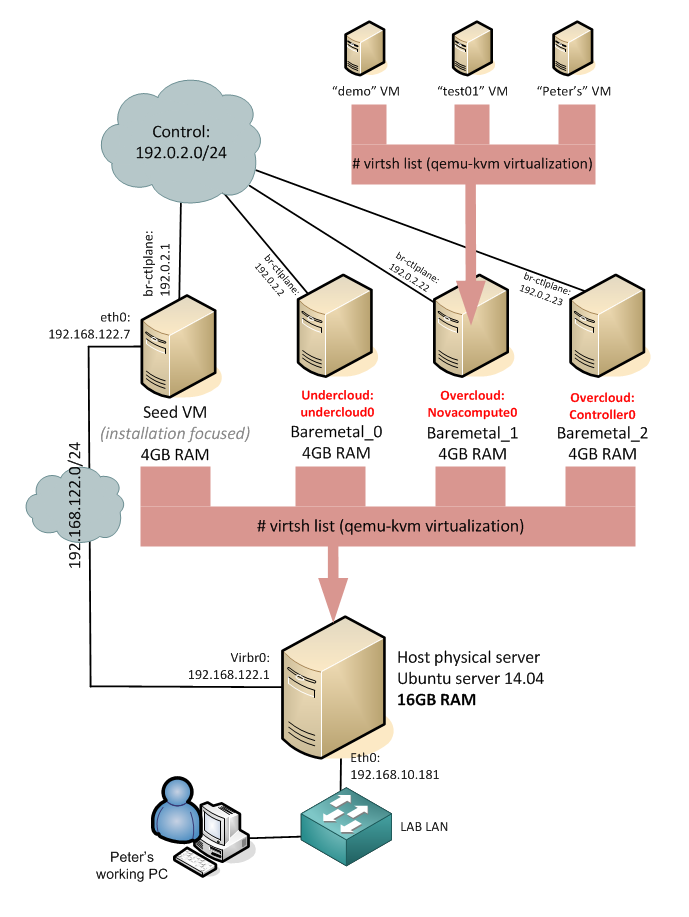 “demo” VM
“test01” VM
“Peter’s” VM
Control:
192.0.2.0/24
# virtsh list (qemu-kvm virtualization)
br-ctlplane:
192.0.2.1
br-ctlplane:
192.0.2.2
br-ctlplane:
192.0.2.22
br-ctlplane:
192.0.2.23
eth0:
192.168.122.7
Seed VM
(installation focused)
4GB RAM
Undercloud:
undercloud0
Baremetal_0
4GB RAM
Overcloud:
Novacompute0
Baremetal_1
4GB RAM
Overcloud:
Controller0
Baremetal_2
4GB RAM
192.168.122.0/24
# virtsh list (qemu-kvm virtualization)
Virbr0:
192.168.122.1
Host physical server
Ubuntu server 14.04
16GB RAM
Eth0:
192.168.10.181
LAB LAN
Peter’s
working PC